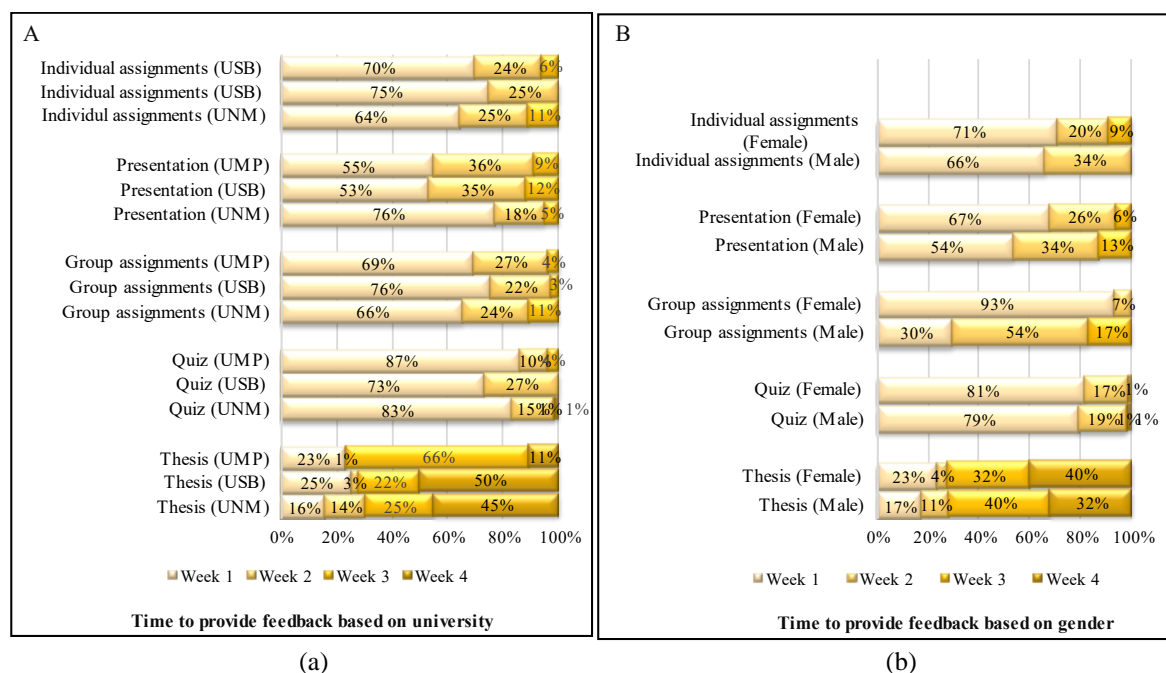 A
Individual assignments (USB) 70% 24% 6%
Individual assignments (USB) 75% 25%
Individul assignments (UNM) 64% 25% 11%
Presentation (UMP) 55% 36% 9%
Presentation (USB) 53% 35% 12%
Presentation (UNM) 76% 18% 5%
Group assignments (UMP) 69% 27% 4%
Group assignments (USB) 76% 22% 3%
Group assignments (UNM) 66% 24% 11%
Quiz (UMP) 87% 10% 4%
Quiz (USB) 73% 27%
Quiz (UNM) 83% 15% 1% 1%
Thesis (UMP) 23% 1% 66% 11%
Thesis (USB) 25% 3% 22% 50%
Thesis (UNM) 16% 14% 25% 45%
0% 20% 40% 60% 80% 100%
Week 1 Week 2 Week 3 Week 4
Time to provide feedback based on university
(a)
B
Individual assignments
(Female) 71% 20% 9%
Individual assignments (Male) 66% 34%
Presentation (Female) 67% 26% 6%
Presentation (Male) 54% 34% 13%
Group assignments (Female) 93% 7%
Group assignments (Male) 30% 54% 17%
Quiz (Female) 81% 17% 1%
Quiz (Male) 79% 19% 1% 1%
Thesis (Female) 23% 4% 32% 40%
Thesis (Male) 17% 11% 40% 32%
0% 20% 40% 60% 80% 100%
Week 1 Week 2 Week 3 Week 4
Time to provide feedback based on gender
(b)